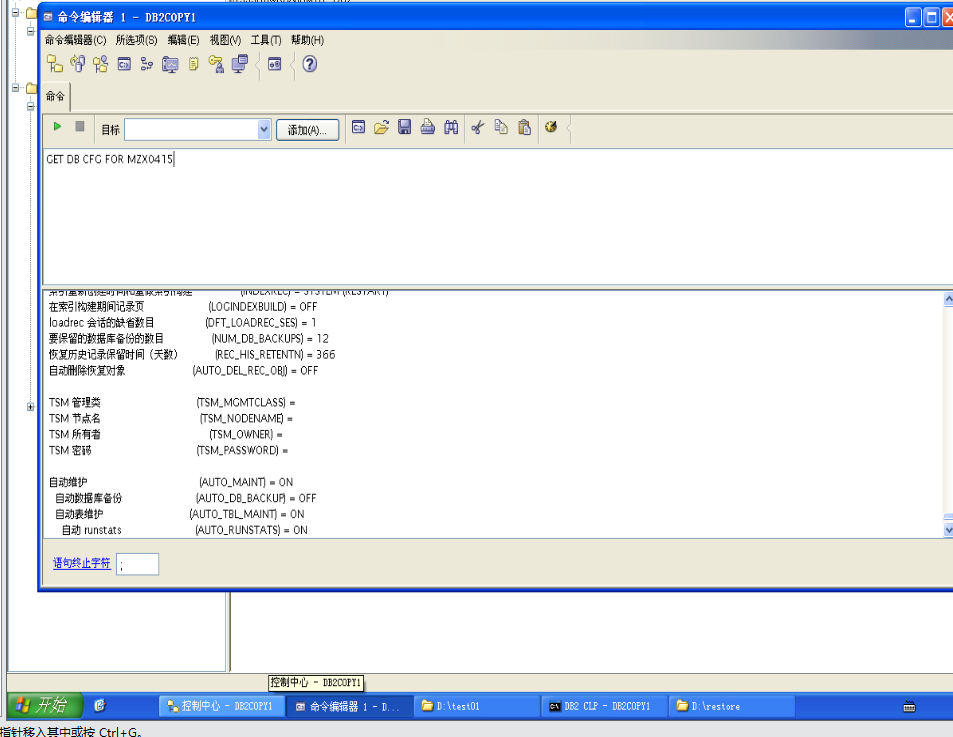 命令编辑器 1 - DB2COPY1
命令编辑器(C) 所选项(S) 编辑(E) 视图(V) 工具(T) 帮助(H)
命令
目标 添加(A)...
GET DB CFG FOR MZX0415
(INDEXREC) = SYSTEM (RESTART)
在索引构建期间记录页 (LOGINDEXBUILD) = OFF
loadrec 会话的缺省数目 (DFT_LOADREC_SES) = 1
要保留的数据库备份的数目 (NUM_DB_BACKUPS) = 12
恢复历史记录保留时间（天数） (REC_HIS_RETENTN) = 366
自动删除恢复对象 (AUTO_DEL_REC_OBJ) = OFF
TSM 管理类 (TSM_MGMTCLASS) =
TSM 节点名 (TSM_NODENAME) =
TSM 所有者 (TSM_OWNER) =
TSM 密码 (TSM_PASSWORD) =
自动维护 (AUTO_MAINT) = ON
自动数据库备份 (AUTO_DB_BACKUP) = OFF
自动表维护 (AUTO_TBL_MAINT) = ON
自动 runstats (AUTO_RUNSTATS) = ON
语句终止字符 ;
控制中心 - DB2COPY1
开始 控制中心 - DB2COPY1 命令编辑器 1 - D... D:\test01 DB2 CLP - DB2COPY1 D:\restore
指针移入其中或按 Ctrl+G。